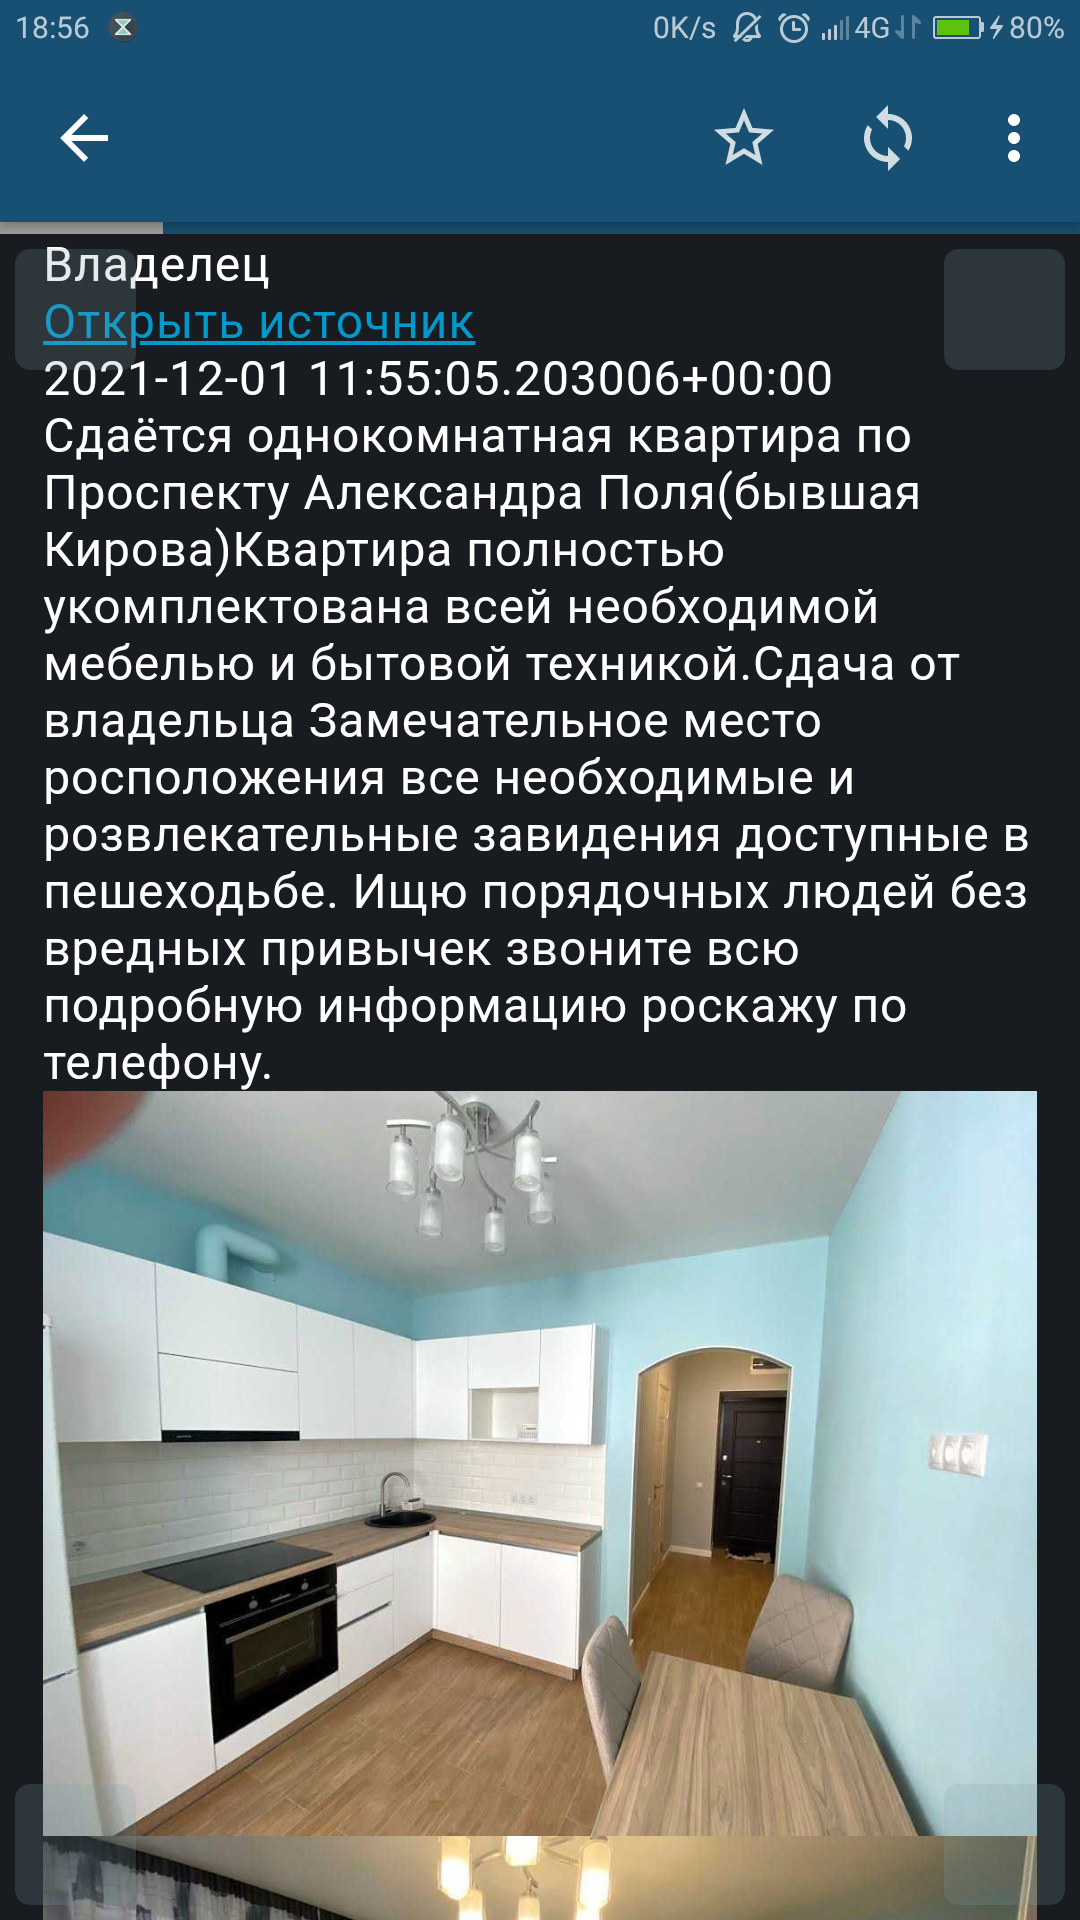 18:56 0K/s 4G 80%
Владелец
Открыть источник
2021-12-01 11:55:05.203006+00:00
Сдаётся однокомнатная квартира по
Проспекту Александра Поля(бывшая
Кирова)Квартира полностью
укомплектована всей необходимой
мебелью и бытовой техникой.Сдача от
владельца Замечательное место
росположения все необходимые и
розвлекательные завидения доступные в
пешеходьбе. Ищю порядочных людей без
вредных привычек звоните всю
подробную информацию роскажу по
телефону.